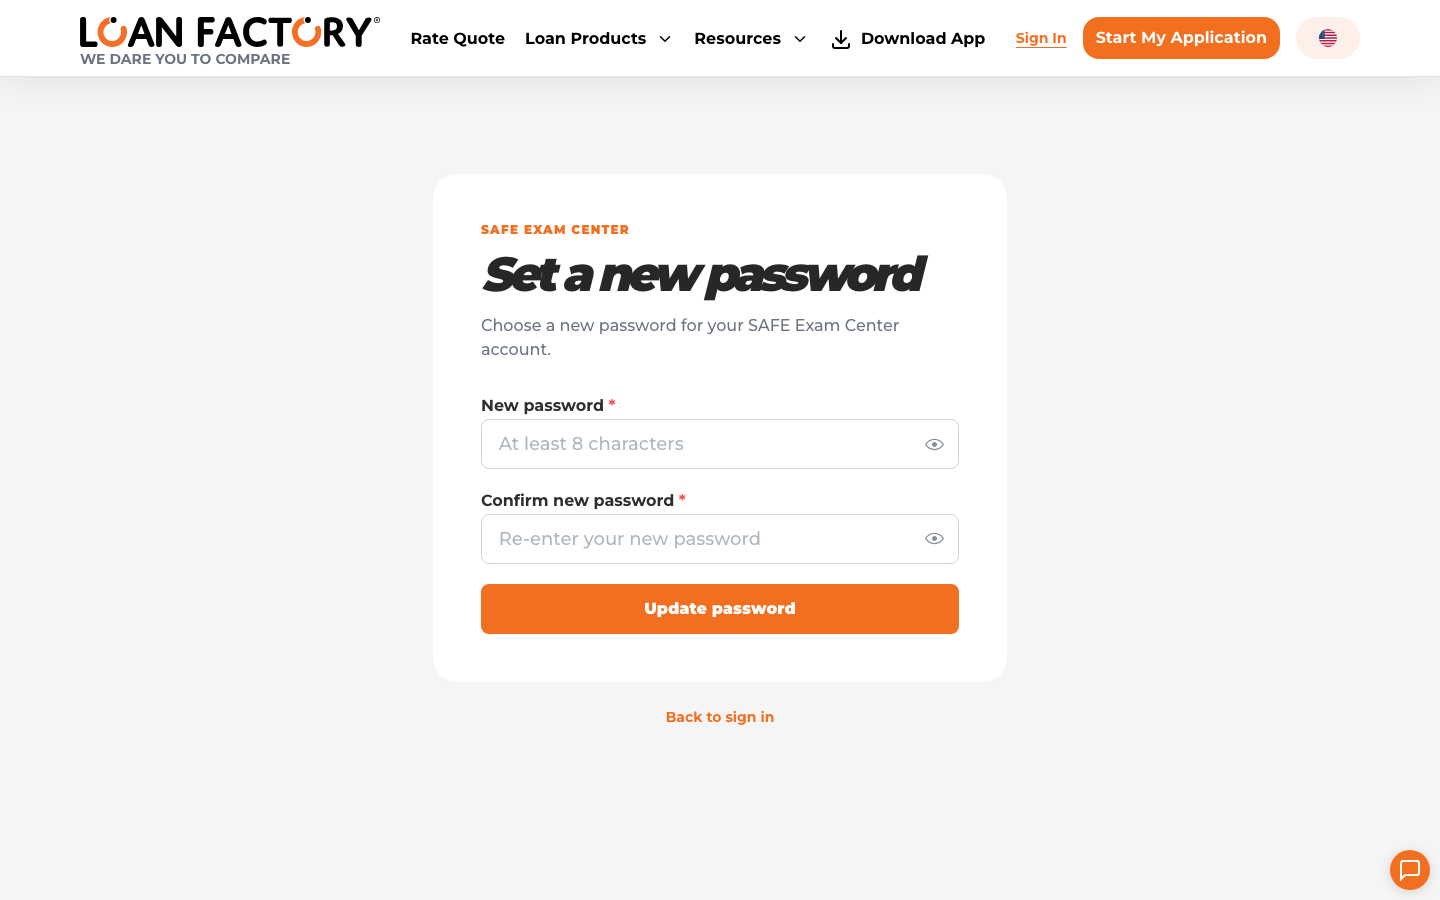 LOAN FACTORY®
WE DARE YOU TO COMPARE
Rate Quote
Loan Products
Resources
Download App
Sign In
Start My Application
SAFE EXAM CENTER
Set a new password
Choose a new password for your SAFE Exam Center
account.
New password *
At least 8 characters
Confirm new password *
Re-enter your new password
Update password
Back to sign in